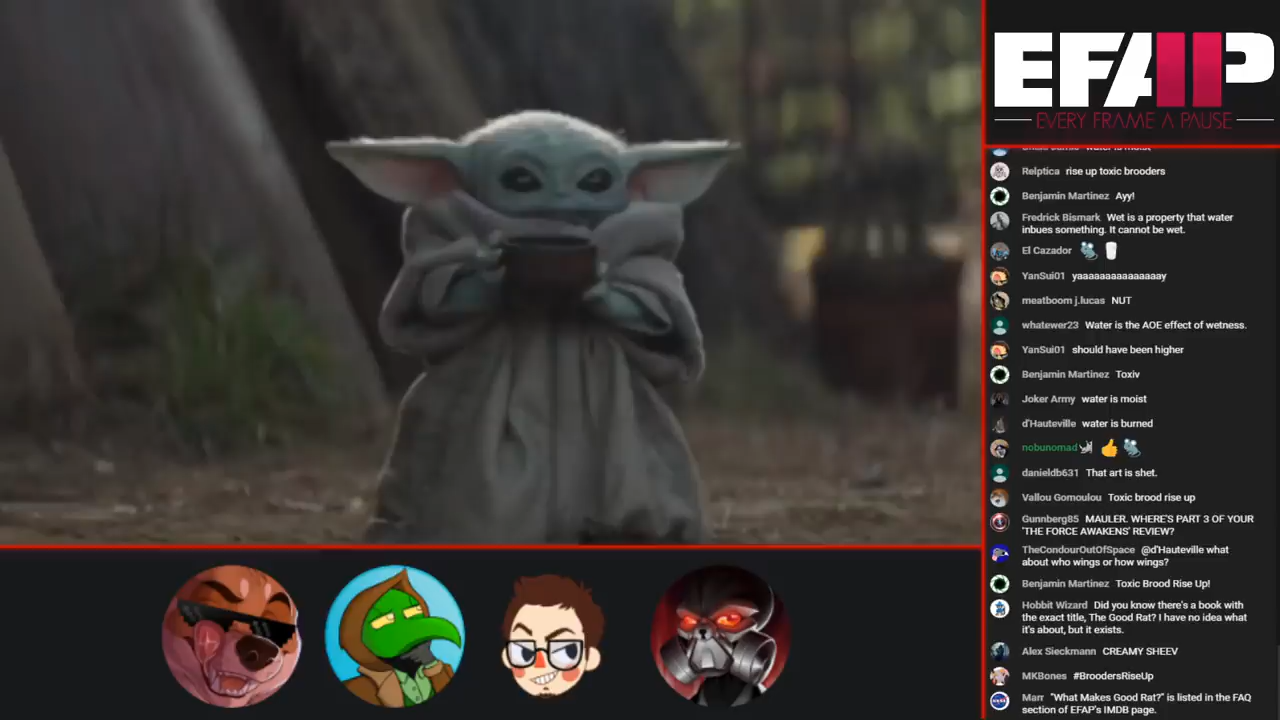 EFAP
EVERY FRAME A PAUSE
Relptica rise up toxic brooders
Benjamin Martinez Ayy!
Fredrick Bismark Wet is a property that water
inbues something. It cannot be wet.
El Cazador
YanSui01 yaaaaaaaaaaaaaaay
meatboom j.lucas NUT
whatewer23 Water is the AOE effect of wetness.
YanSui01 should have been higher
Benjamin Martinez Toxiv
Joker Army water is moist
d'Hauteville water is burned
nobunomad
danieldb631 That art is shet.
Vallou Gomoulou Toxic brood rise up
Gunnberg85 MAULER. WHERE'S PART 3 OF YOUR
'THE FORCE AWAKENS' REVIEW?
TheCondourOutOfSpace @d'Hauteville what
about who wings or how wings?
Benjamin Martinez Toxic Brood Rise Up!
Hobbit Wizard Did you know there's a book with
the exact title, The Good Rat? I have no idea what
it's about, but it exists.
Alex Sieckmann CREAMY SHEEV
MKBones #BroodersRiseUp
Marr "What Makes Good Rat?" is listed in the FAQ
section of EFAP's IMDB page.